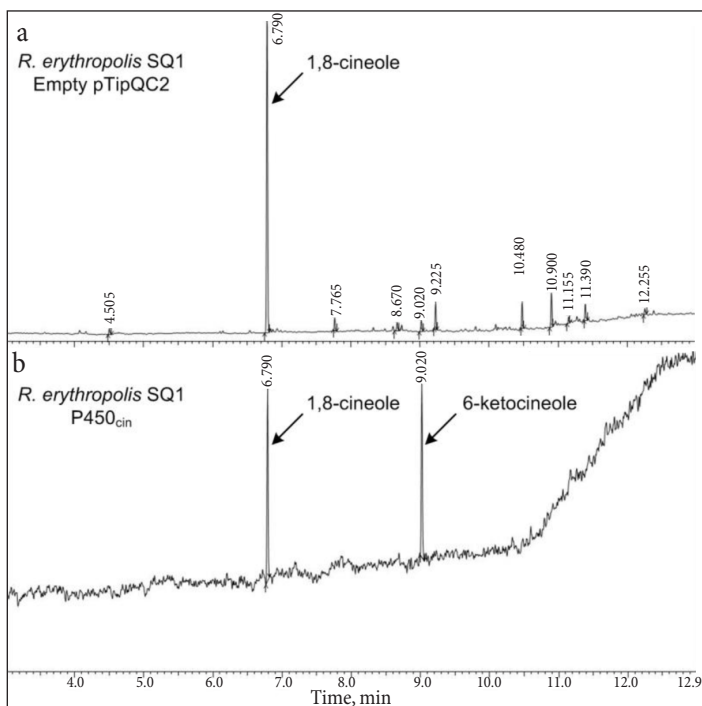 a
R. erythropolis SQ1
Empty pTipQC2
1,8-cineole
4.505
6.790
7.765
8.670
9.020
9.225
10.480
10.900
11.155
11.390
12.255
b
R. erythropolis SQ1
P450cin
6.790
1,8-cineole
9.020
6-ketocineole
4.0 5.0 6.0 7.0 8.0 9.0 10.0 11.0 12.0 12.9
Time, min